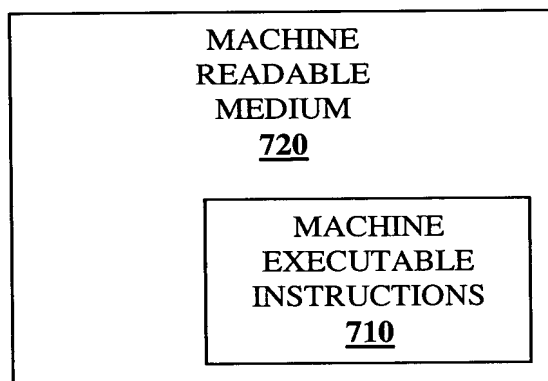 MACHINE
READABLE
MEDIUM
720
MACHINE
EXECUTABLE
INSTRUCTIONS
710